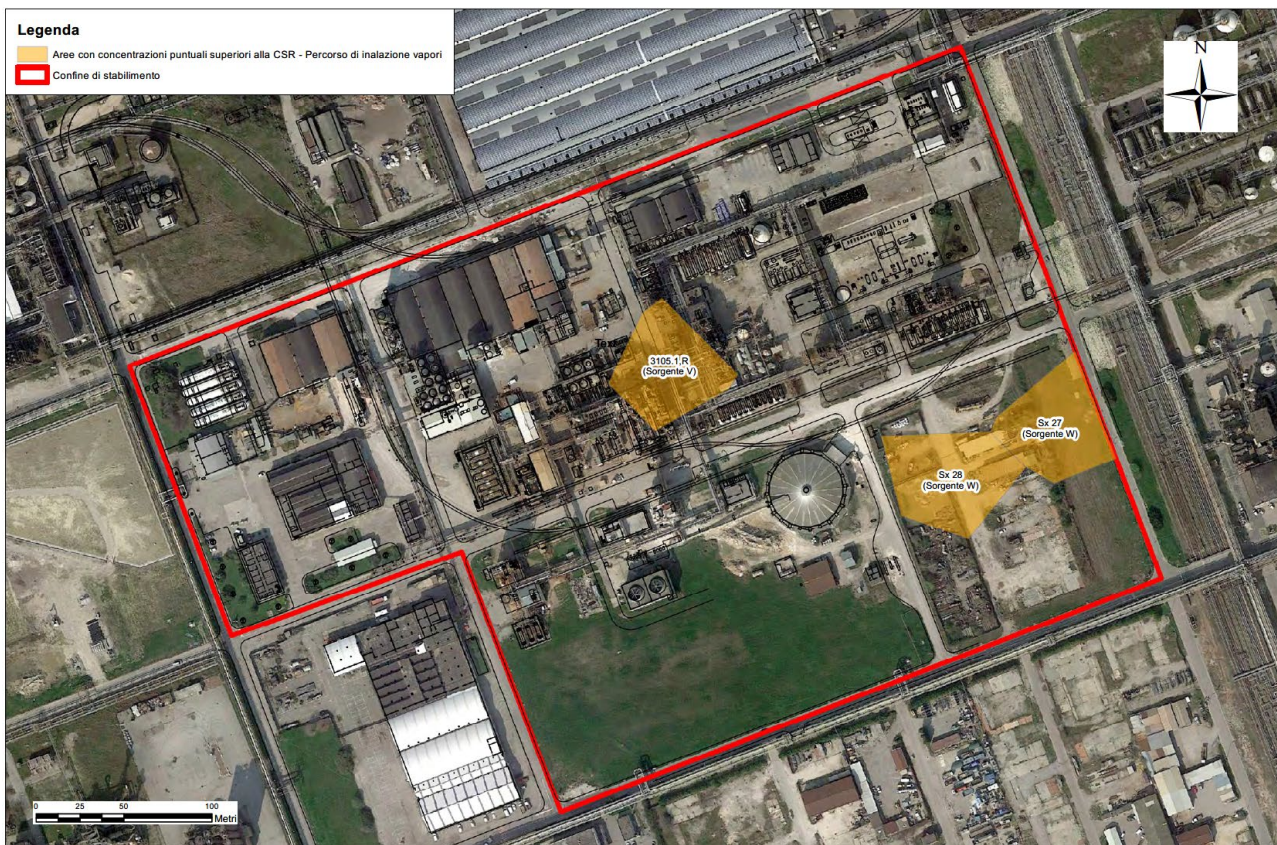 Legenda
Aree con concentrazioni puntuali superiori alla CSR - Percorso di inalazione vapori
Confine di stabilimento
N
3105.1,R
(Sorgente V)
Sx 27
(Sorgente W)
Sx 28
(Sorgente W)
0 25 50 100
Metri